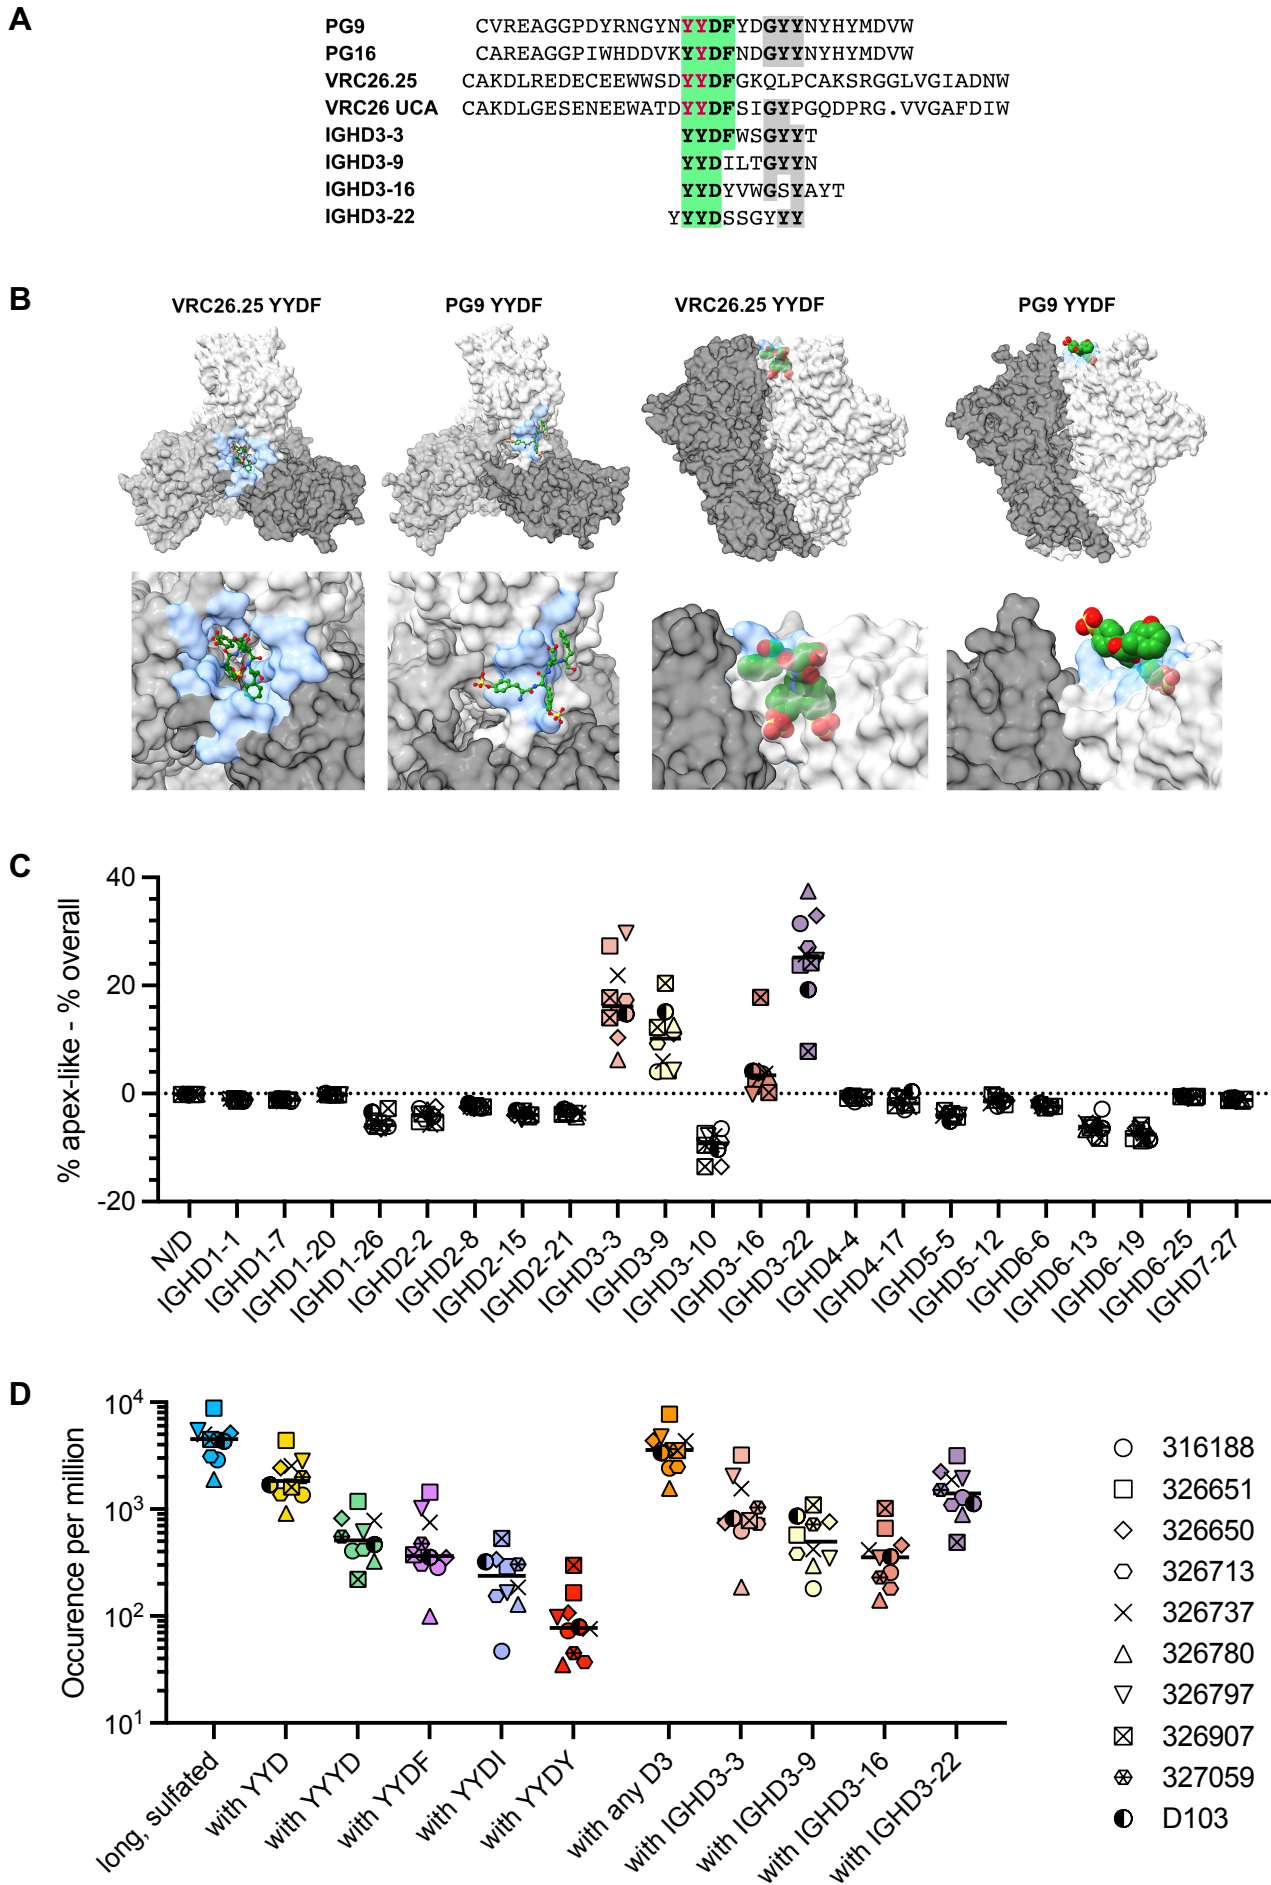 A
PG9 CVREAGGPDYRNGYNYYDFYDGYYNYHYMDVW
PG16 CAREAGGPIWHDDVKYYDFNDGYYNYHYMDVW
VRC26.25 CAKDLREDECEEWWSDYYDFGKQLPCAKSRGGLVGIADNW
VRC26 UCA CAKDLGESENEEWATDYYDFSIGYPGQDPRG.VVGAFDIW
IGHD3-3 YYDFWSGYYT
IGHD3-9 YYDILTGYYN
IGHD3-16 YYDYVWGSYAYT
IGHD3-22 YYYDSSGYYY
B
VRC26.25 YYDF PG9 YYDF VRC26.25 YYDF PG9 YYDF
C
% apex-like - % overall
40
20
0
-20
N/D IGHD1-1 IGHD1-7 IGHD1-20 IGHD1-26 IGHD2-2 IGHD2-8 IGHD2-15 IGHD2-21 IGHD3-3 IGHD3-9 IGHD3-10 IGHD3-16 IGHD3-22 IGHD4-4 IGHD4-17 IGHD5-5 IGHD5-12 IGHD6-6 IGHD6-13 IGHD6-19 IGHD6-25 IGHD7-27
D
Occurence per million
10⁴
10³
10²
10¹
long, sulfated with YYD with YYYD with YYDF with YYDI with YYDY with any D3 with IGHD3-3 with IGHD3-9 with IGHD3-16 with IGHD3-22
316188
326651
326650
326713
326737
326780
326797
326907
327059
D103